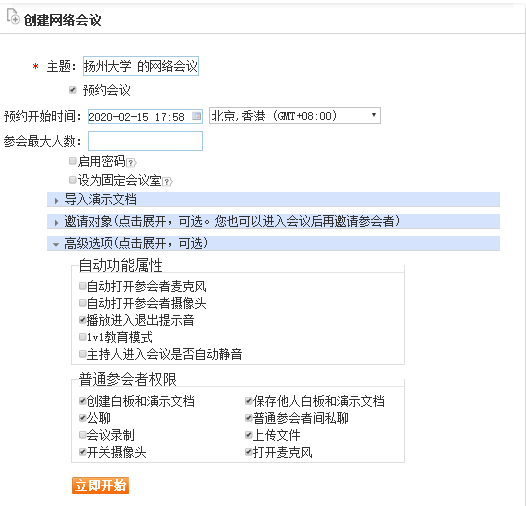 创建网络会议
* 主题: 扬州大学 的网络会议
预约会议
预约开始时间: 2020-02-15 17:58 北京,香港 (GMT+08:00)
参会最大人数:
启用密码(?)
设为固定会议室(?)
导入演示文档
邀请对象(点击展开，可选。您也可以进入会议后再邀请参会者)
高级选项(点击展开，可选)
自动功能属性
自动打开参会者麦克风
自动打开参会者摄像头
播放进入退出提示音
1v1教育模式
主持人进入会议是否自动静音
普通参会者权限
创建白板和演示文档 保存他人白板和演示文档
公聊 普通参会者间私聊
会议录制 上传文件
开关摄像头 打开麦克风
立即开始